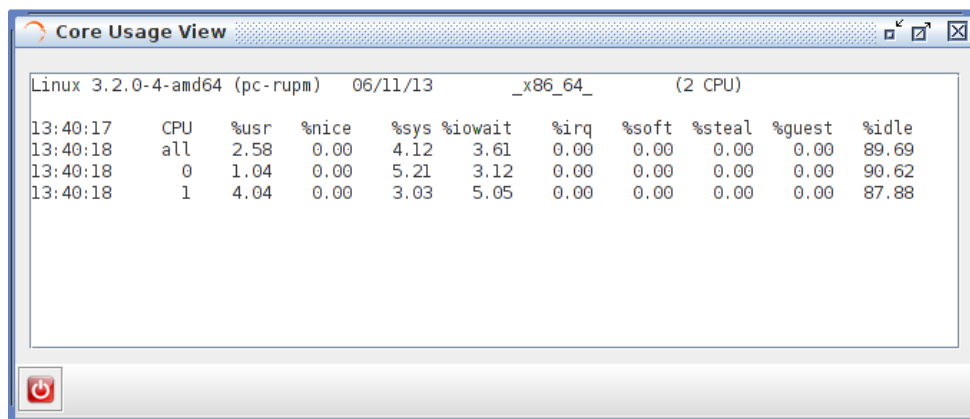 Core Usage View
Linux 3.2.0-4-amd64 (pc-rupm) 06/11/13 _x86_64_ (2 CPU)
13:40:17 CPU %usr %nice %sys %iowait %irq %soft %steal %guest %idle
13:40:18 all 2.58 0.00 4.12 3.61 0.00 0.00 0.00 0.00 89.69
13:40:18 0 1.04 0.00 5.21 3.12 0.00 0.00 0.00 0.00 90.62
13:40:18 1 4.04 0.00 3.03 5.05 0.00 0.00 0.00 0.00 87.88